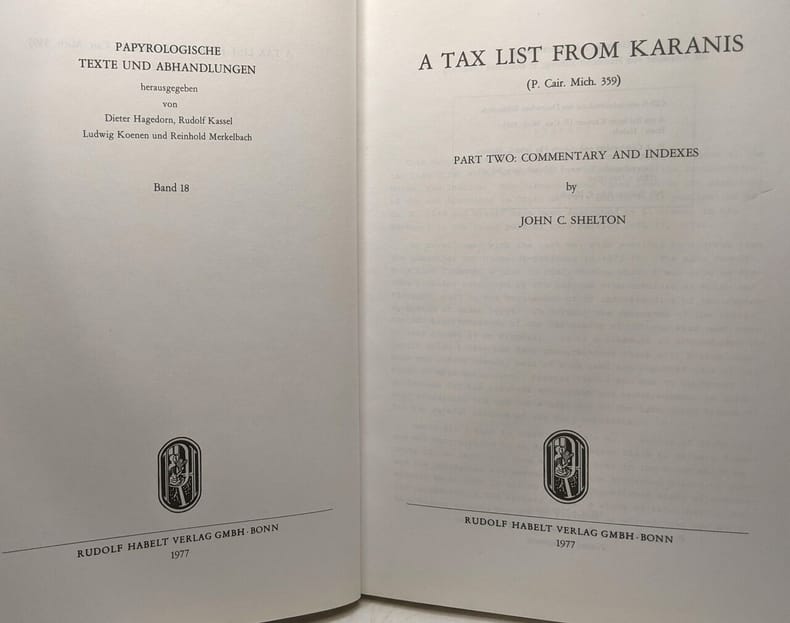 PAPYROLOGISCHE
TEXTE UND ABHANDLUNGEN
herausgegeben
von
Dieter Hagedorn, Rudolf Kassel
Ludwig Koenen und Reinhold Merkelbach
Band 18
RUDOLF HABELT VERLAG GMBH · BONN
1977
A TAX LIST FROM KARANIS
(P. Cair. Mich. 359)
PART TWO: COMMENTARY AND INDEXES
by
JOHN C. SHELTON
RUDOLF HABELT VERLAG GMBH · BONN
1977